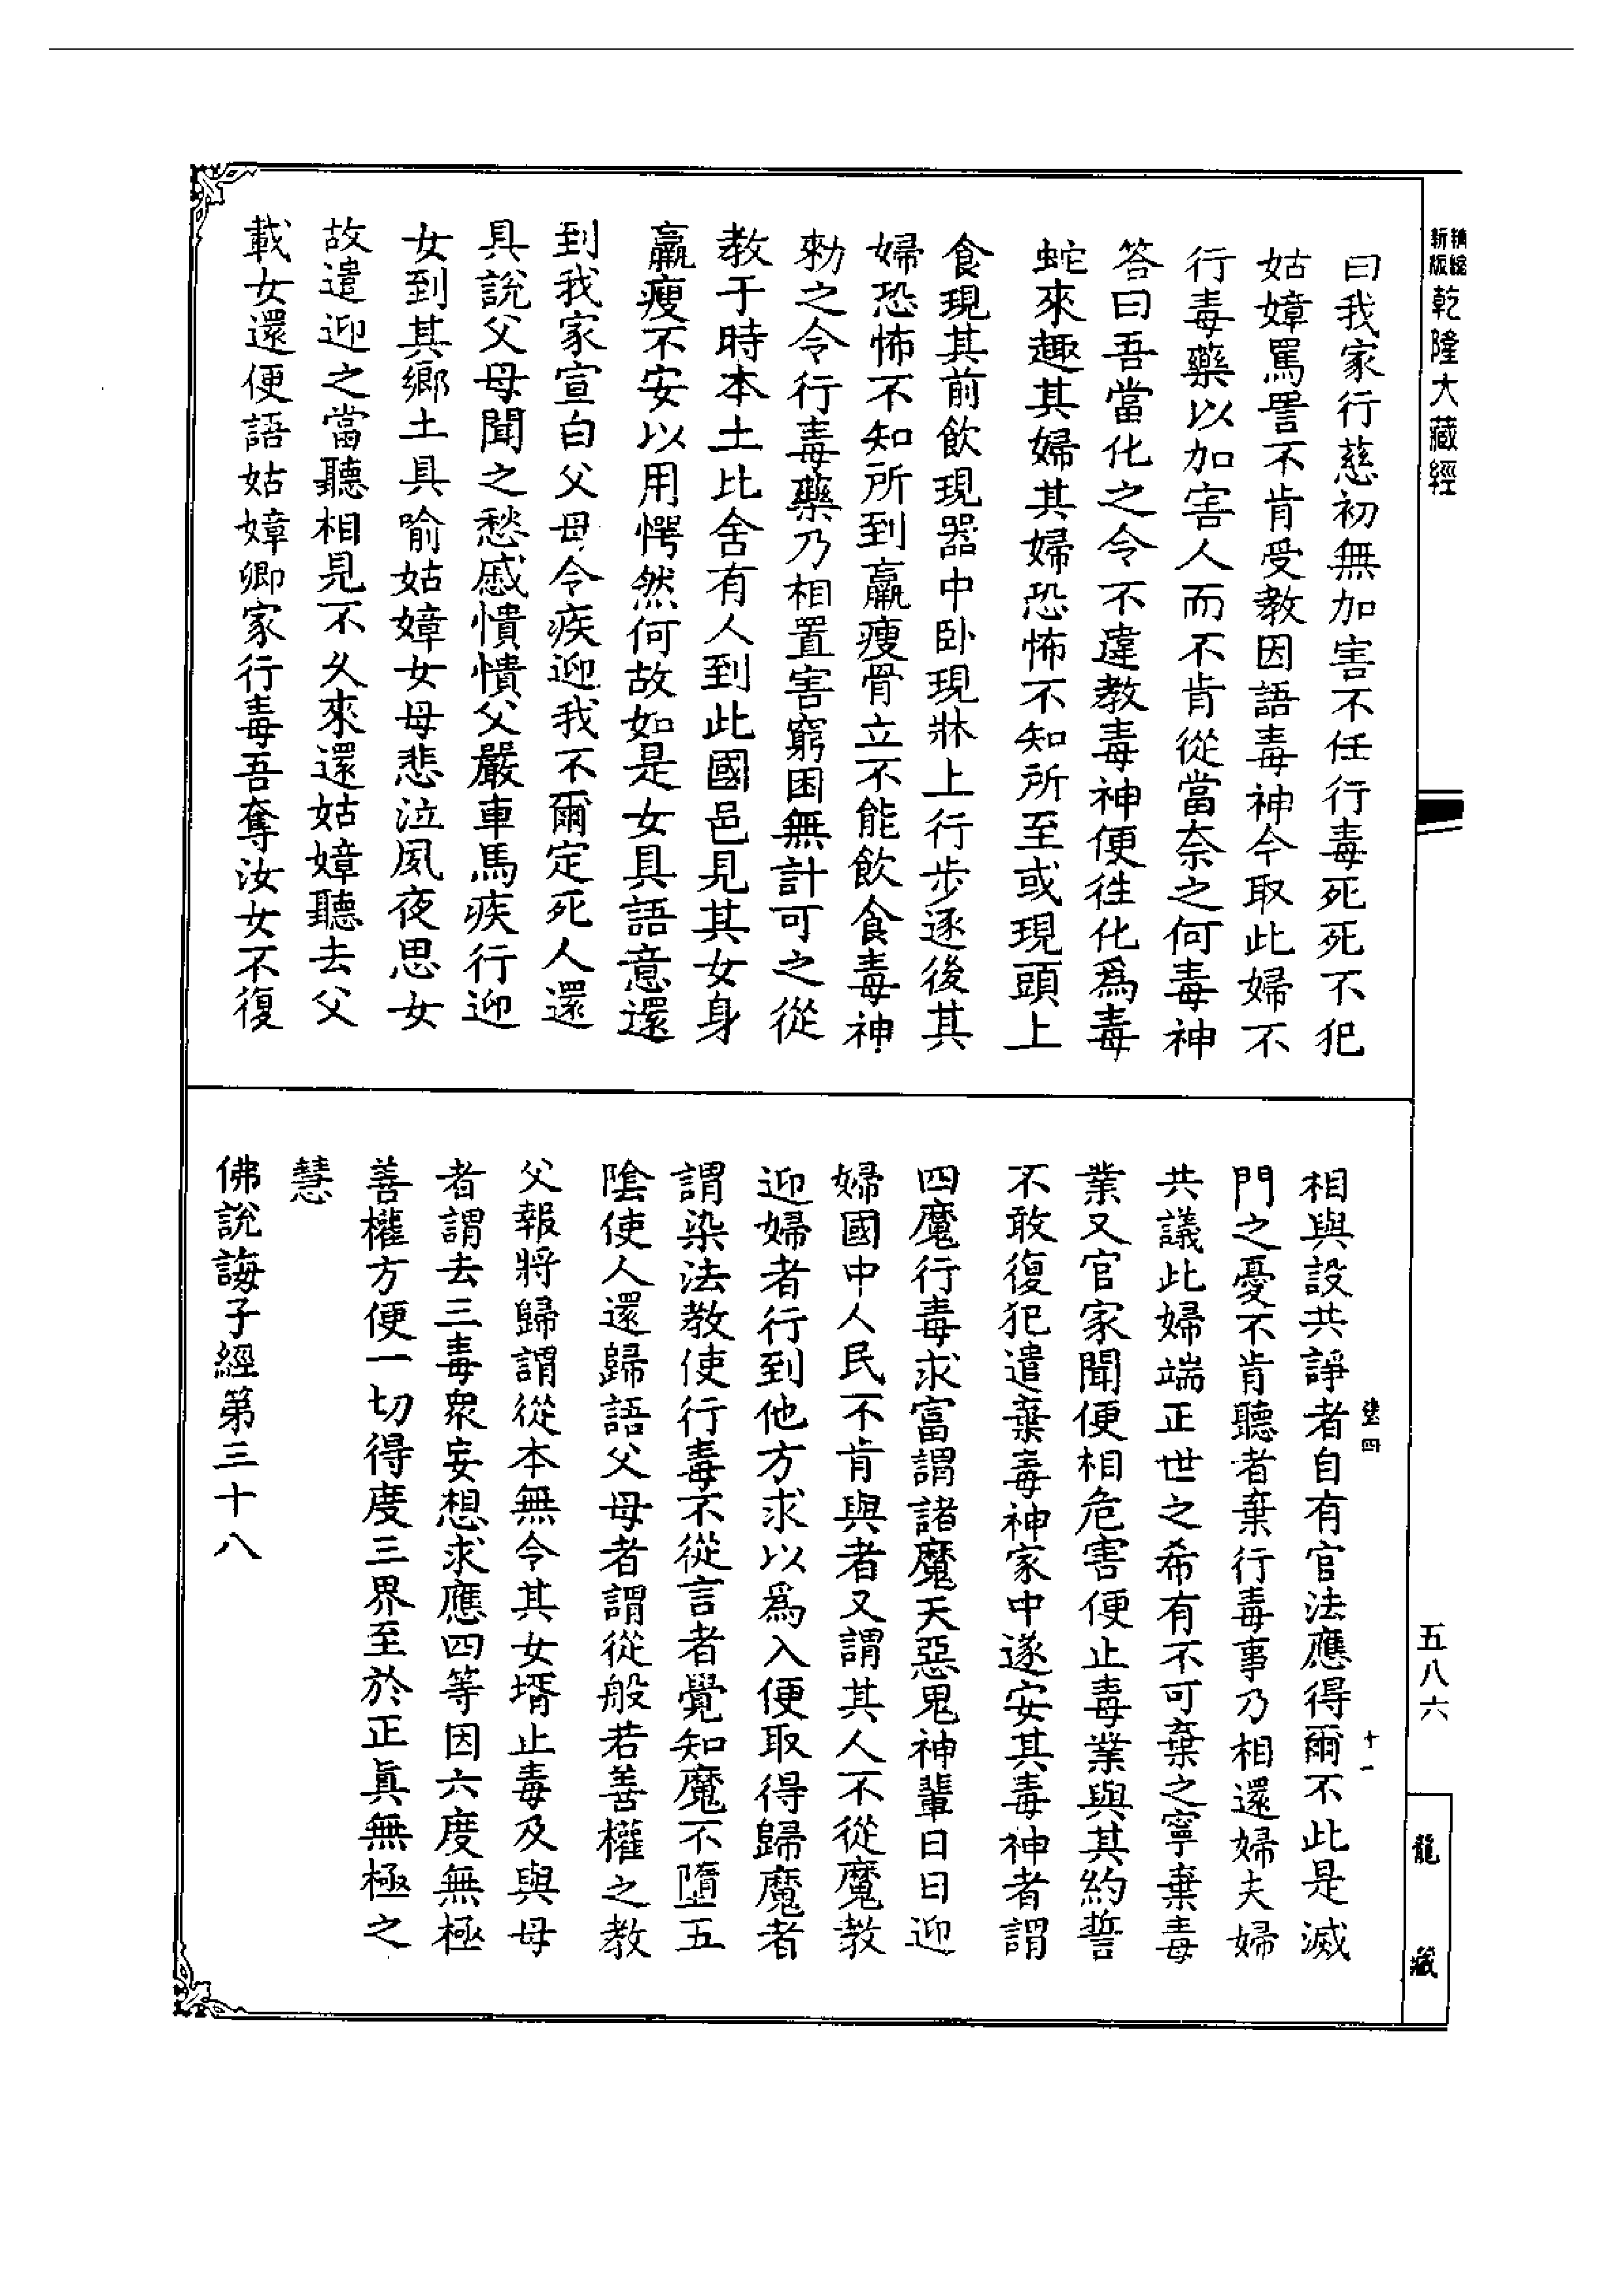 新版
精縮
乾隆大藏經
曰我家行慈初無加害不任行毒死死不犯
姑嫜罵詈不肯受教因語毒神今取此婦不
行毒藥以加害人而不肯從當奈之何毒神
答曰吾當化之令不違教毒神便徃化爲毒
蛇來趣其婦其婦恐怖不知所至或現頭上
食現其前飲現器中卧現牀上行步逐後其
婦恐怖不知所到羸瘦骨立不能飲食毒神
勑之令行毒藥乃相置害窮困無計可之從
教于時本土比舍有人到此國邑見其女身
羸瘦不安以用愕然何故如是女具語意還
到我家宣白父母令疾迎我不爾定死人還
具說父母聞之愁慼憒憒父嚴車馬疾行迎
女到其鄉土具喻姑嫜女母悲泣夙夜思女
故遣迎之當聽相見不久來還姑嫜聽去父
載女還便語姑嫜卿家行毒吾奪汝女不復
相與設共諍者自有官法應得爾不此是滅
門之憂不肯聽者棄行毒事乃相還婦夫婦
共議此婦端正世之希有不可棄之寧棄毒
業又官家聞便相危害便止毒業與其約誓
不敢復犯遣棄毒神家中遂安其毒神者謂
四魔行毒求富謂諸魔天惡鬼神輩日日迎
婦國中人民不肯與者又謂其人不從魔教
迎婦者行到他方求以爲入便取得歸魔者
謂染法教使行毒不從言者覺知魔不墮五
陰使人還歸語父母者謂從般若善權之教
父報將歸謂從本無令其女壻止毒及與母
者謂去三毒衆妄想求應四等因六度無極
善權方便一切得度三界至於正眞無極之
慧
佛說誨子經第三十八
四
十一
五八六
龍藏